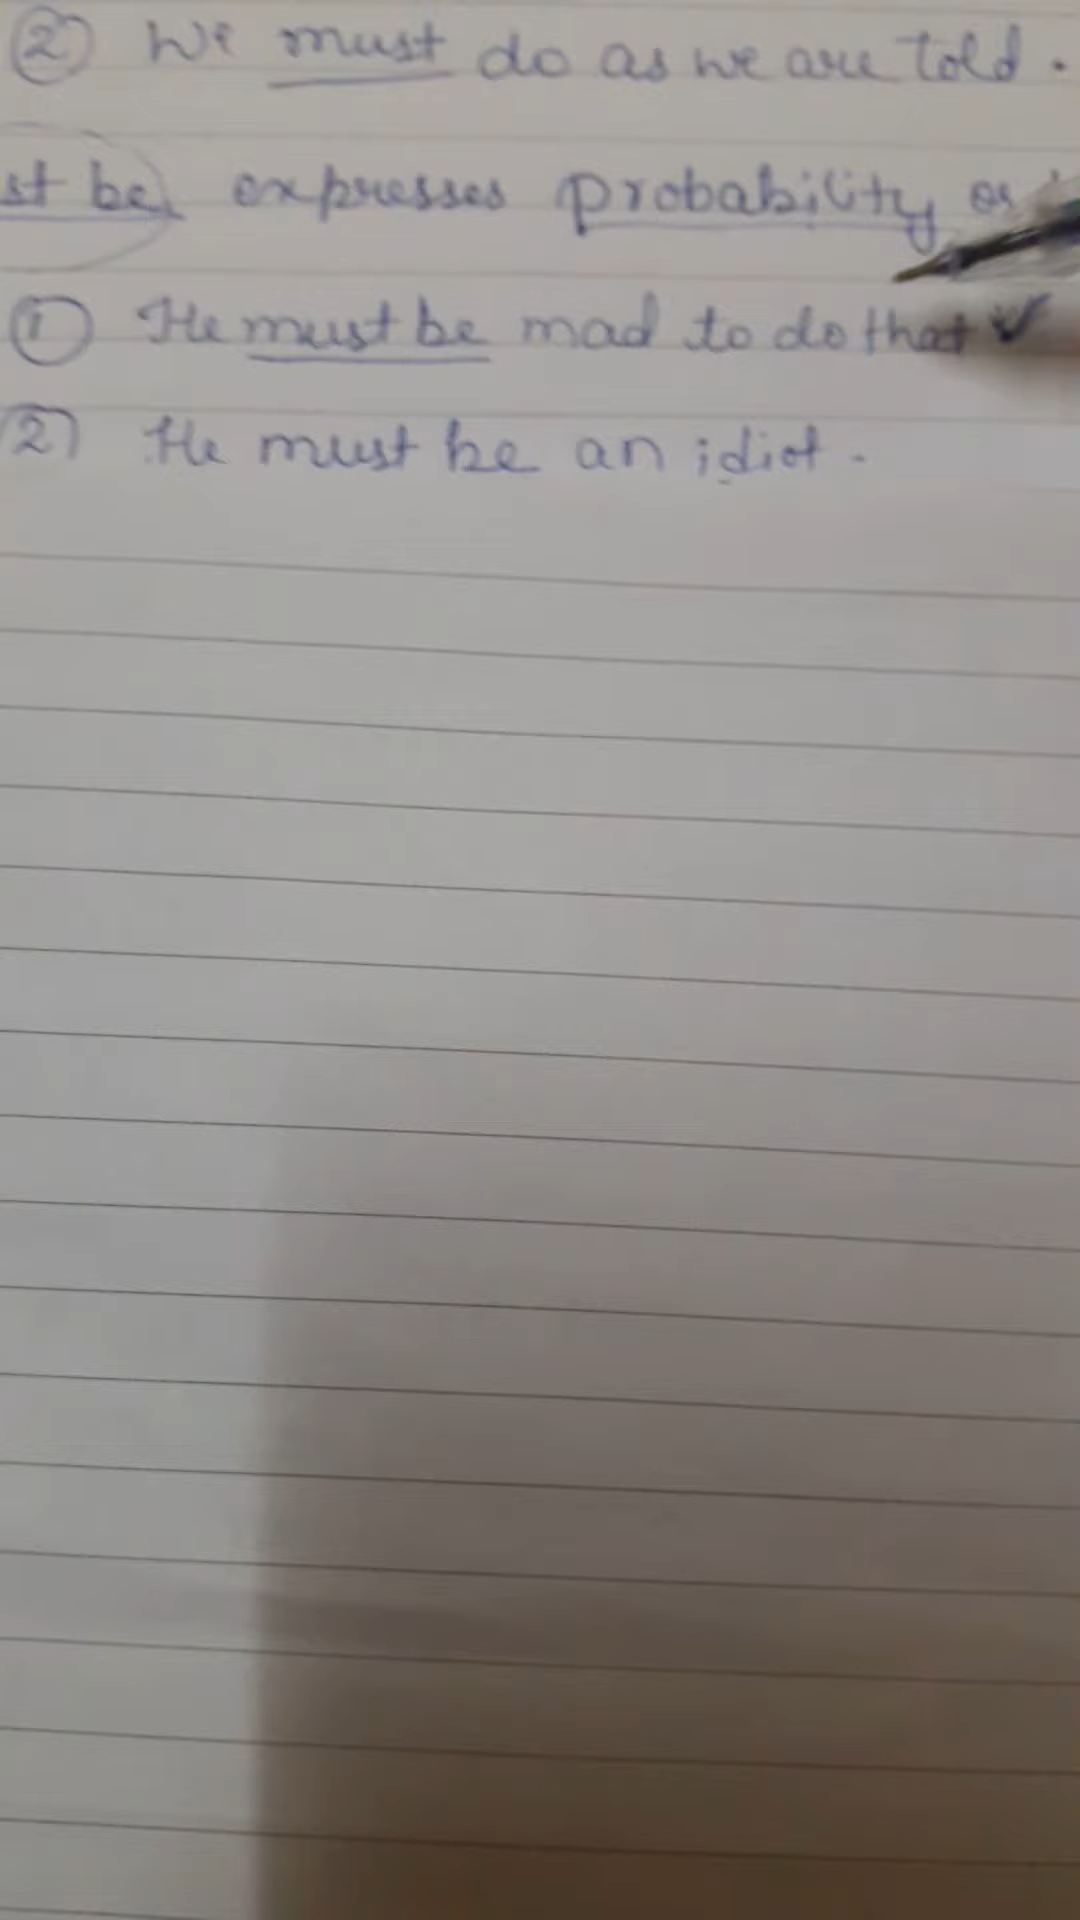 ② We must do as we are told.
st be expresses probability or
① He must be mad to do that ✓
② He must be an idiot.